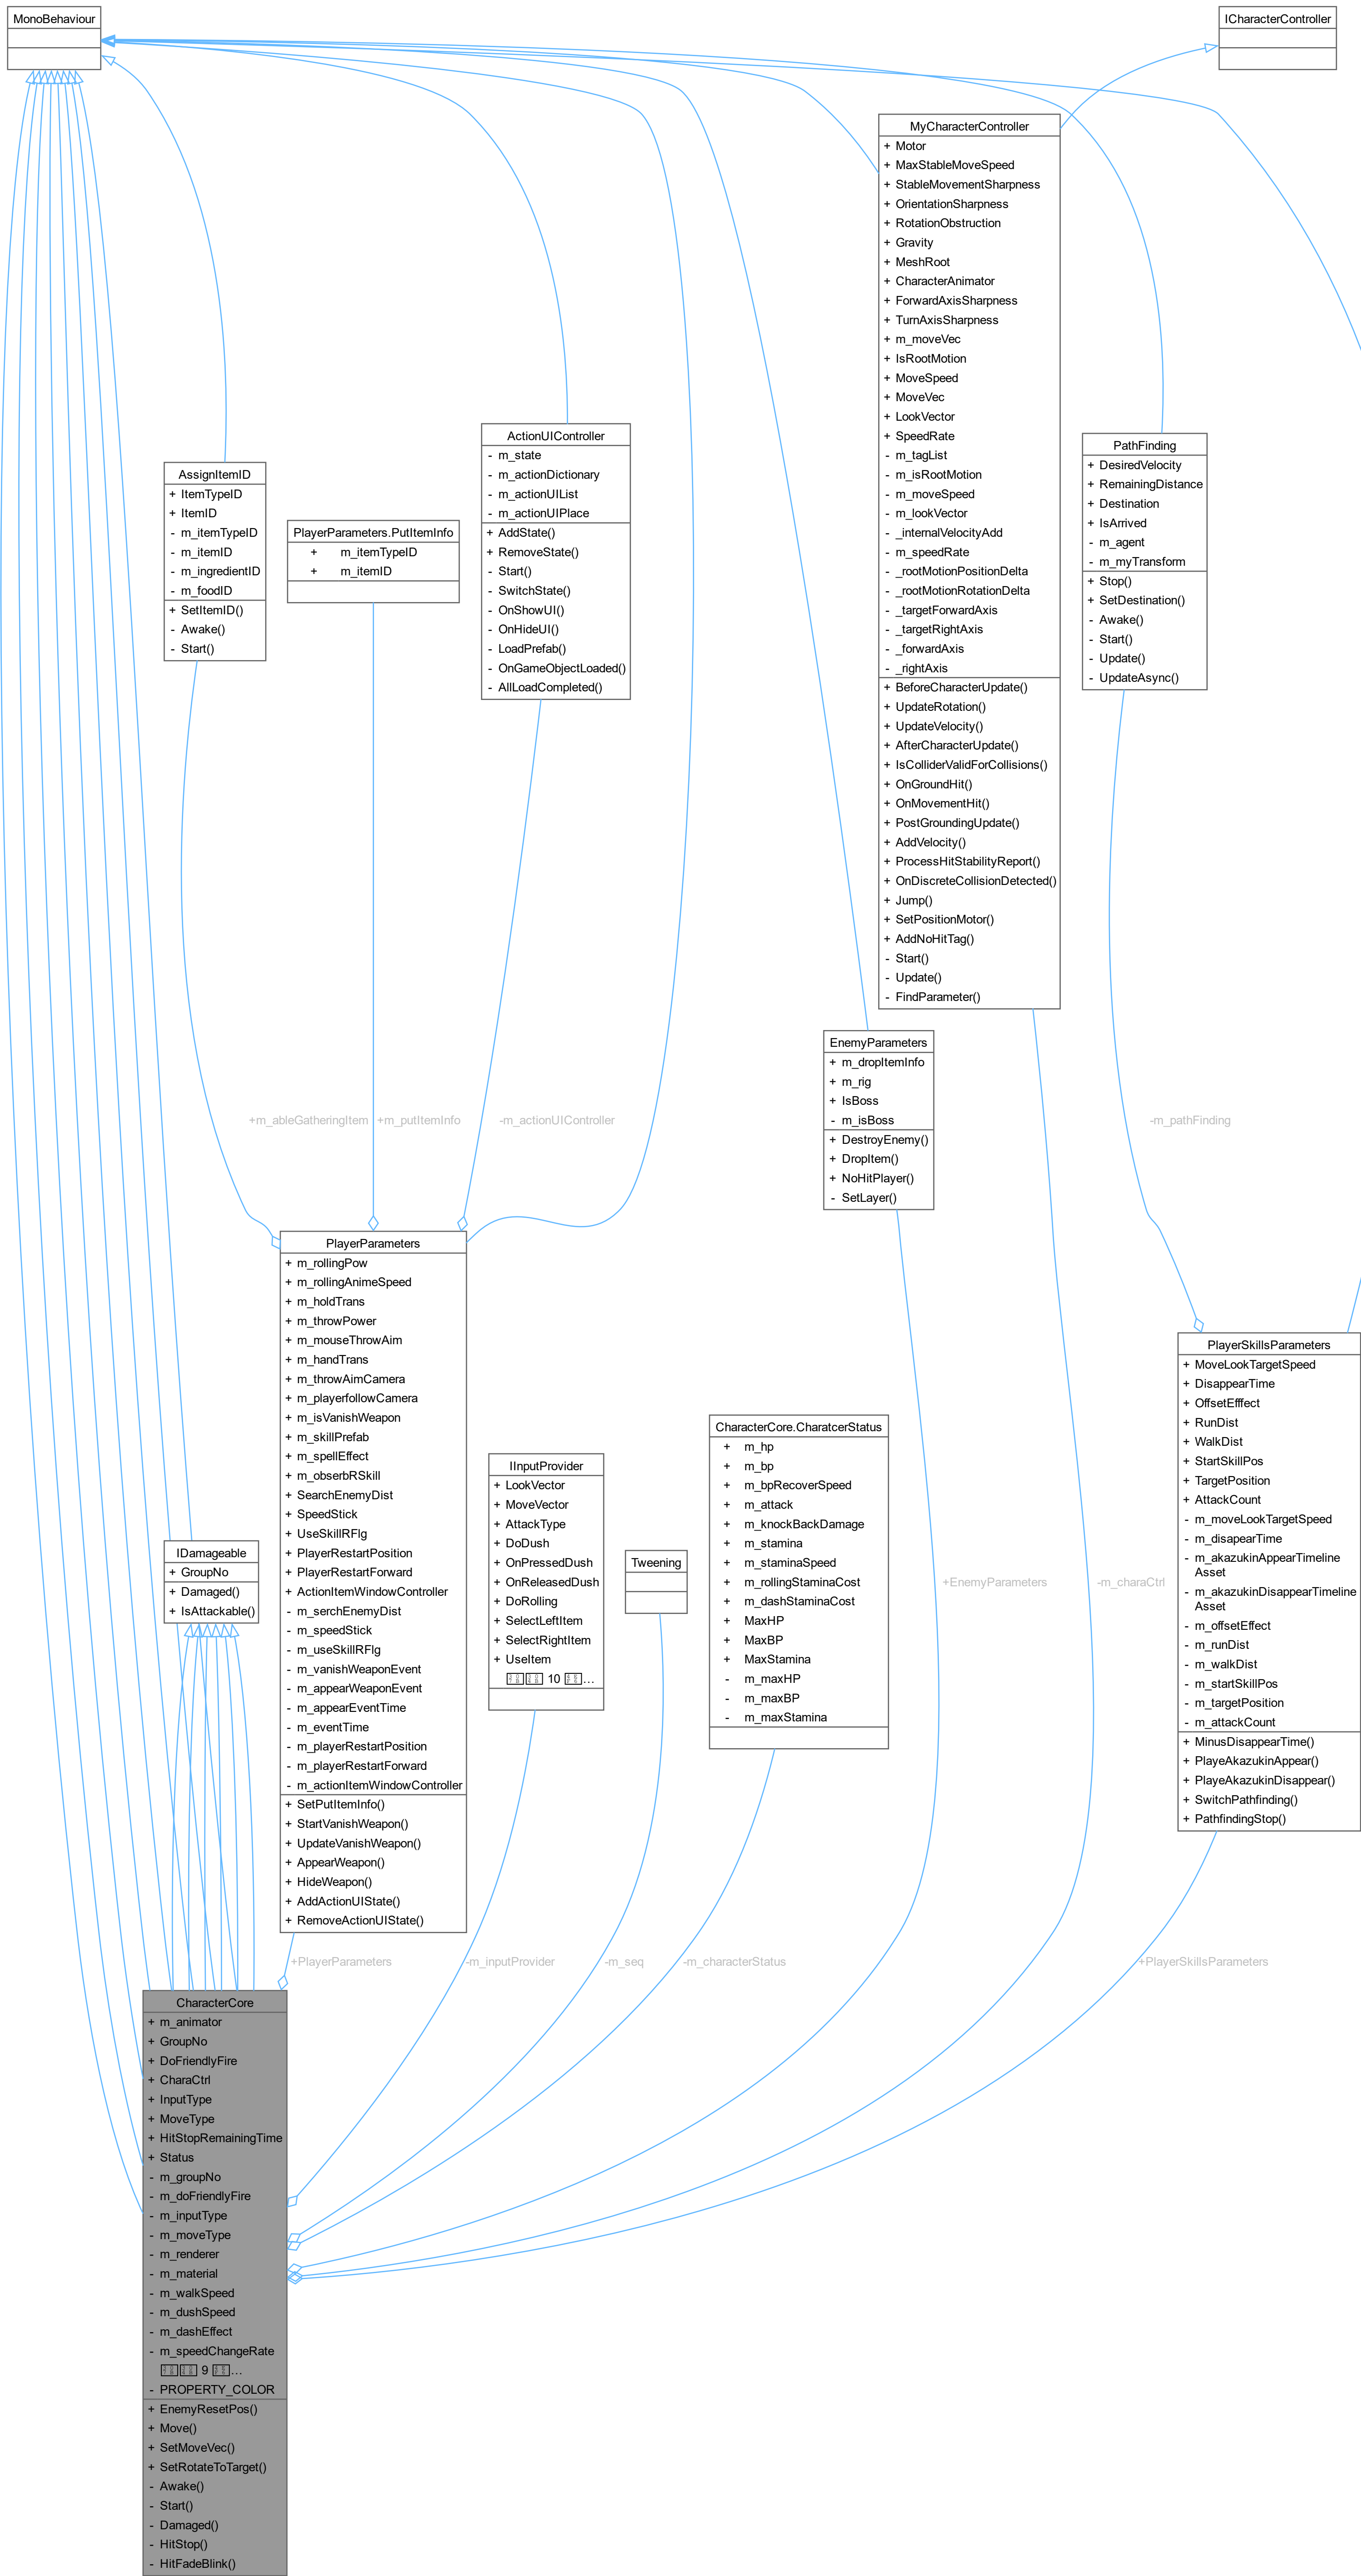 MonoBehaviour
ICharacterController
MyCharacterController
+ Motor
+ MaxStableMoveSpeed
+ StableMovementSharpness
+ OrientationSharpness
+ RotationObstruction
+ Gravity
+ MeshRoot
+ CharacterAnimator
+ ForwardAxisSharpness
+ TurnAxisSharpness
+ m_moveVec
+ IsRootMotion
+ MoveSpeed
+ MoveVec
+ LookVector
+ SpeedRate
- m_tagList
- m_isRootMotion
- m_moveSpeed
- m_lookVector
- _internalVelocityAdd
- m_speedRate
- _rootMotionPositionDelta
- _rootMotionRotationDelta
- _targetForwardAxis
- _targetRightAxis
- _forwardAxis
- _rightAxis
+ BeforeCharacterUpdate()
+ UpdateRotation()
+ UpdateVelocity()
+ AfterCharacterUpdate()
+ IsColliderValidForCollisions()
+ OnGroundHit()
+ OnMovementHit()
+ PostGroundingUpdate()
+ AddVelocity()
+ ProcessHitStabilityReport()
+ OnDiscreteCollisionDetected()
+ Jump()
+ SetPositionMotor()
+ AddNoHitTag()
- Start()
- Update()
- FindParameter()
ActionUIController
- m_state
- m_actionDictionary
- m_actionUIList
- m_actionUIPlace
+ AddState()
+ RemoveState()
- Start()
- SwitchState()
- OnShowUI()
- OnHideUI()
- LoadPrefab()
- OnGameObjectLoaded()
- AllLoadCompleted()
PathFinding
+ DesiredVelocity
+ RemainingDistance
+ Destination
+ IsArrived
- m_agent
- m_myTransform
+ Stop()
+ SetDestination()
- Awake()
- Start()
- Update()
- UpdateAsync()
AssignItemID
+ ItemTypeID
+ ItemID
- m_itemTypeID
- m_itemID
- m_ingredientID
- m_foodID
+ SetItemID()
- Awake()
- Start()
PlayerParameters.PutItemInfo
+ m_itemTypeID
+ m_itemID
EnemyParameters
+ m_dropItemInfo
+ m_rig
+ IsBoss
- m_isBoss
+ DestroyEnemy()
+ DropItem()
+ NoHitPlayer()
- SetLayer()
+m_ableGatheringItem
+m_putItemInfo
-m_actionUIController
-m_pathFinding
PlayerParameters
+ m_rollingPow
+ m_rollingAnimeSpeed
+ m_holdTrans
+ m_throwPower
+ m_mouseThrowAim
+ m_handTrans
+ m_throwAimCamera
+ m_playerfollowCamera
+ m_isVanishWeapon
+ m_skillPrefab
+ m_spellEffect
+ m_obserbRSkill
+ SearchEnemyDist
+ SpeedStick
+ UseSkillRFlg
+ PlayerRestartPosition
+ PlayerRestartForward
+ ActionItemWindowController
- m_serchEnemyDist
- m_speedStick
- m_useSkillRFlg
- m_vanishWeaponEvent
- m_appearWeaponEvent
- m_appearEventTime
- m_eventTime
- m_playerRestartPosition
- m_playerRestartForward
- m_actionItemWindowController
+ SetPutItemInfo()
+ StartVanishWeapon()
+ UpdateVanishWeapon()
+ AppearWeapon()
+ HideWeapon()
+ AddActionUIState()
+ RemoveActionUIState()
PlayerSkillsParameters
+ MoveLookTargetSpeed
+ DisappearTime
+ OffsetEfffect
+ RunDist
+ WalkDist
+ StartSkillPos
+ TargetPosition
+ AttackCount
- m_moveLookTargetSpeed
- m_disapearTime
- m_akazukinAppearTimeline
Asset
- m_akazukinDisappearTimeline
Asset
- m_offsetEffect
- m_runDist
- m_walkDist
- m_startSkillPos
- m_targetPosition
- m_attackCount
+ MinusDisappearTime()
+ PlayeAkazukinAppear()
+ PlayeAkazukinDisappear()
+ SwitchPathfinding()
+ PathfindingStop()
CharacterCore.CharatcerStatus
+ m_hp
+ m_bp
+ m_bpRecoverSpeed
+ m_attack
+ m_knockBackDamage
+ m_stamina
+ m_staminaSpeed
+ m_rollingStaminaCost
+ m_dashStaminaCost
+ MaxHP
+ MaxBP
+ MaxStamina
- m_maxHP
- m_maxBP
- m_maxStamina
IInputProvider
+ LookVector
+ MoveVector
+ AttackType
+ DoDush
+ OnPressedDush
+ OnReleasedDush
+ DoRolling
+ SelectLeftItem
+ SelectRightItem
+ UseItem
10 ...
Tweening
IDamageable
+ GroupNo
+ Damaged()
+ IsAttackable()
+EnemyParameters
-m_charaCtrl
+PlayerParameters
-m_inputProvider
-m_seq
-m_characterStatus
+PlayerSkillsParameters
CharacterCore
+ m_animator
+ GroupNo
+ DoFriendlyFire
+ CharaCtrl
+ InputType
+ MoveType
+ HitStopRemainingTime
+ Status
- m_groupNo
- m_doFriendlyFire
- m_inputType
- m_moveType
- m_renderer
- m_material
- m_walkSpeed
- m_dushSpeed
- m_dashEffect
- m_speedChangeRate
9 ...
- PROPERTY_COLOR
+ EnemyResetPos()
+ Move()
+ SetMoveVec()
+ SetRotateToTarget()
- Awake()
- Start()
- Damaged()
- HitStop()
- HitFadeBlink()